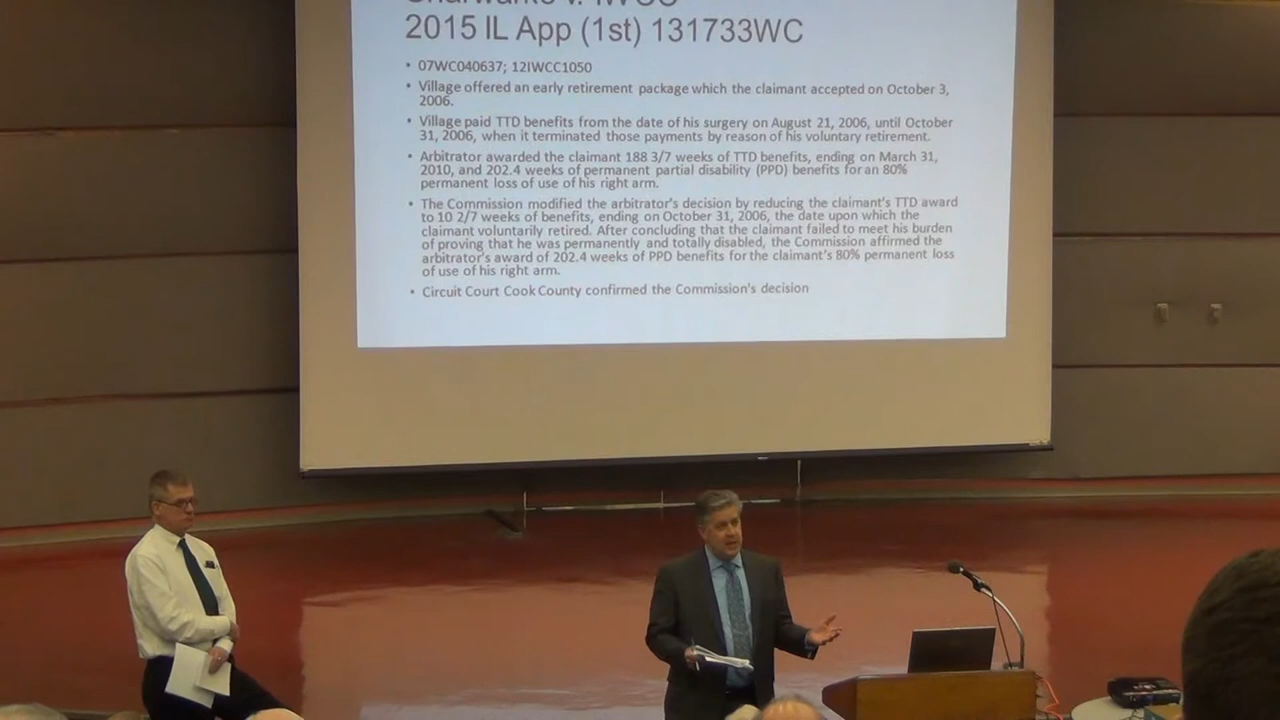 v. IWCC
2015 IL App (1st) 131733WC
• 07WC040637; 12IWCC1050
• Village offered an early retirement package which the claimant accepted on October 3,
2006.
• Village paid TTD benefits from the date of his surgery on August 21, 2006, until October
31, 2006, when it terminated those payments by reason of his voluntary retirement.
• Arbitrator awarded the claimant 188 3/7 weeks of TTD benefits, ending on March 31,
2010, and 202.4 weeks of permanent partial disability (PPD) benefits for an 80%
permanent loss of use of his right arm.
• The Commission modified the arbitrator's decision by reducing the claimant's TTD award
to 10 2/7 weeks of benefits, ending on October 31, 2006, the date upon which the
claimant voluntarily retired. After concluding that the claimant failed to meet his burden
of proving that he was permanently and totally disabled, the Commission affirmed the
arbitrator's award of 202.4 weeks of PPD benefits for the claimant's 80% permanent loss
of use of his right arm.
• Circuit Court Cook County confirmed the Commission's decision